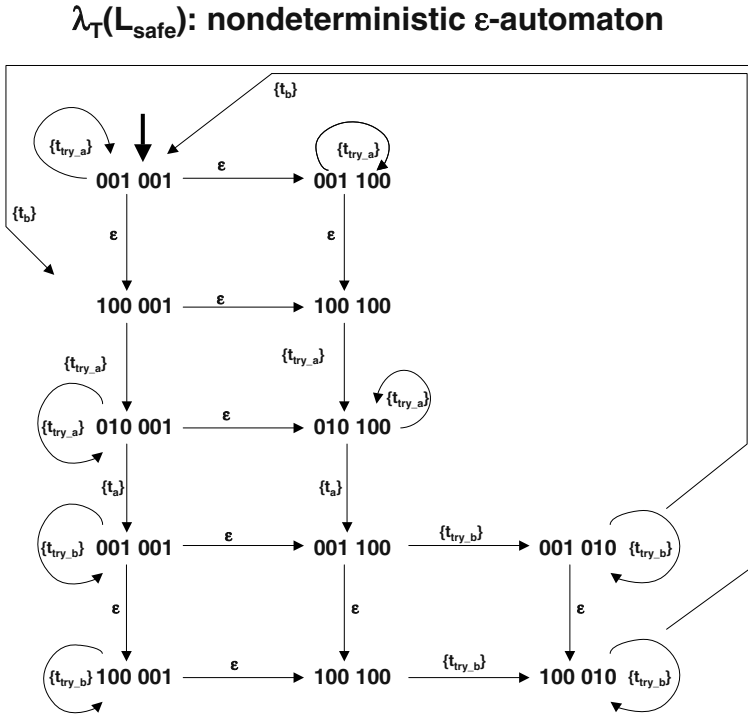 λT(Lsafe): nondeterministic ε-automaton
{tb}
{ttry_a} {ttry_a}
001 001 ε 001 100
{tb}
ε ε
100 001 ε 100 100
{ttry_a} {ttry_a}
{ttry_a} 010 001 ε 010 100 {ttry_a}
{ta} {ta}
{ttry_b} 001 001 ε 001 100 {ttry_b} 001 010 {ttry_b}
ε ε ε
{ttry_b} 100 001 ε 100 100 {ttry_b} 100 010 {ttry_b}